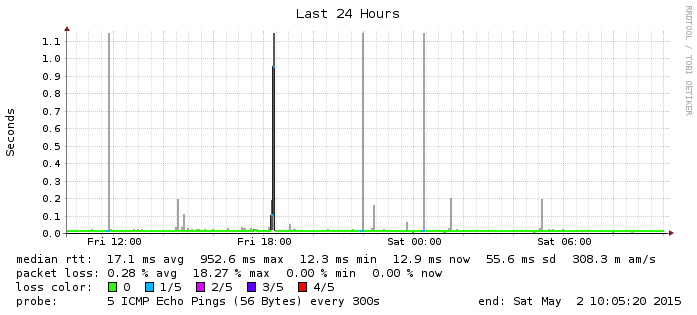 Last 24 Hours
RRDTOOL / TOBI OETIKER
Seconds
1.1
1.0
0.9
0.8
0.7
0.6
0.5
0.4
0.3
0.2
0.1
0.0
Fri 12:00 Fri 18:00 Sat 00:00 Sat 06:00
median rtt: 17.1 ms avg 952.6 ms max 12.3 ms min 12.9 ms now 55.6 ms sd 308.3 m am/s
packet loss: 0.28 % avg 18.27 % max 0.00 % min 0.00 % now
loss color: 0 1/5 2/5 3/5 4/5
probe: 5 ICMP Echo Pings (56 Bytes) every 300s end: Sat May 2 10:05:20 2015